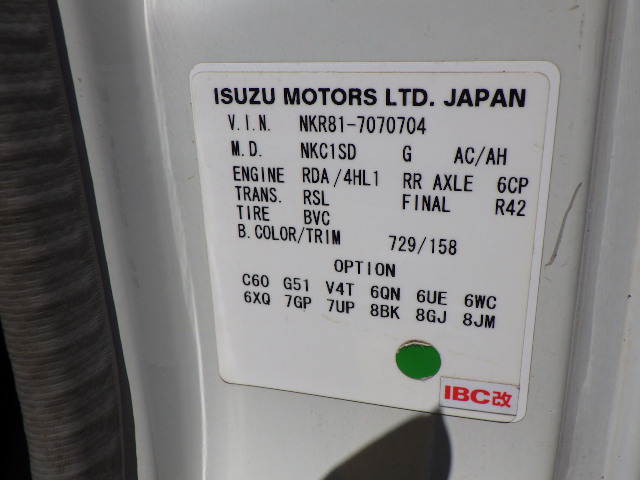 ISUZU MOTORS LTD. JAPAN
V.I.N. NKR81-7070704
M.D. NKC1SD G AC/AH
ENGINE RDA/4HL1 RR AXLE 6CP
TRANS. RSL FINAL R42
TIRE BVC
B.COLOR/TRIM 729/158
OPTION
C60 G51 V4T 6QN 6UE 6WC
6XQ 7GP 7UP 8BK 8GJ 8JM
IBC改